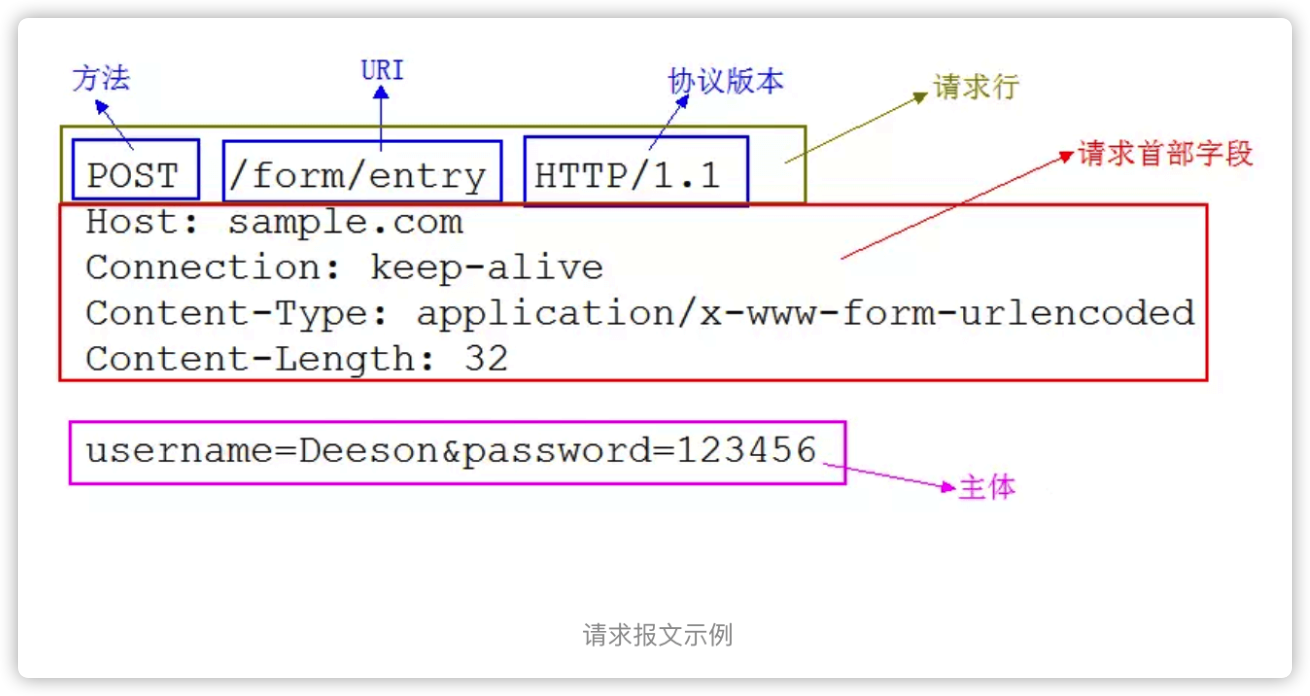 方法 URI 协议版本 请求行
POST /form/entry HTTP/1.1
请求首部字段
Host: sample.com
Connection: keep-alive
Content-Type: application/x-www-form-urlencoded
Content-Length: 32
username=Deeson&password=123456
主体
请求报文示例